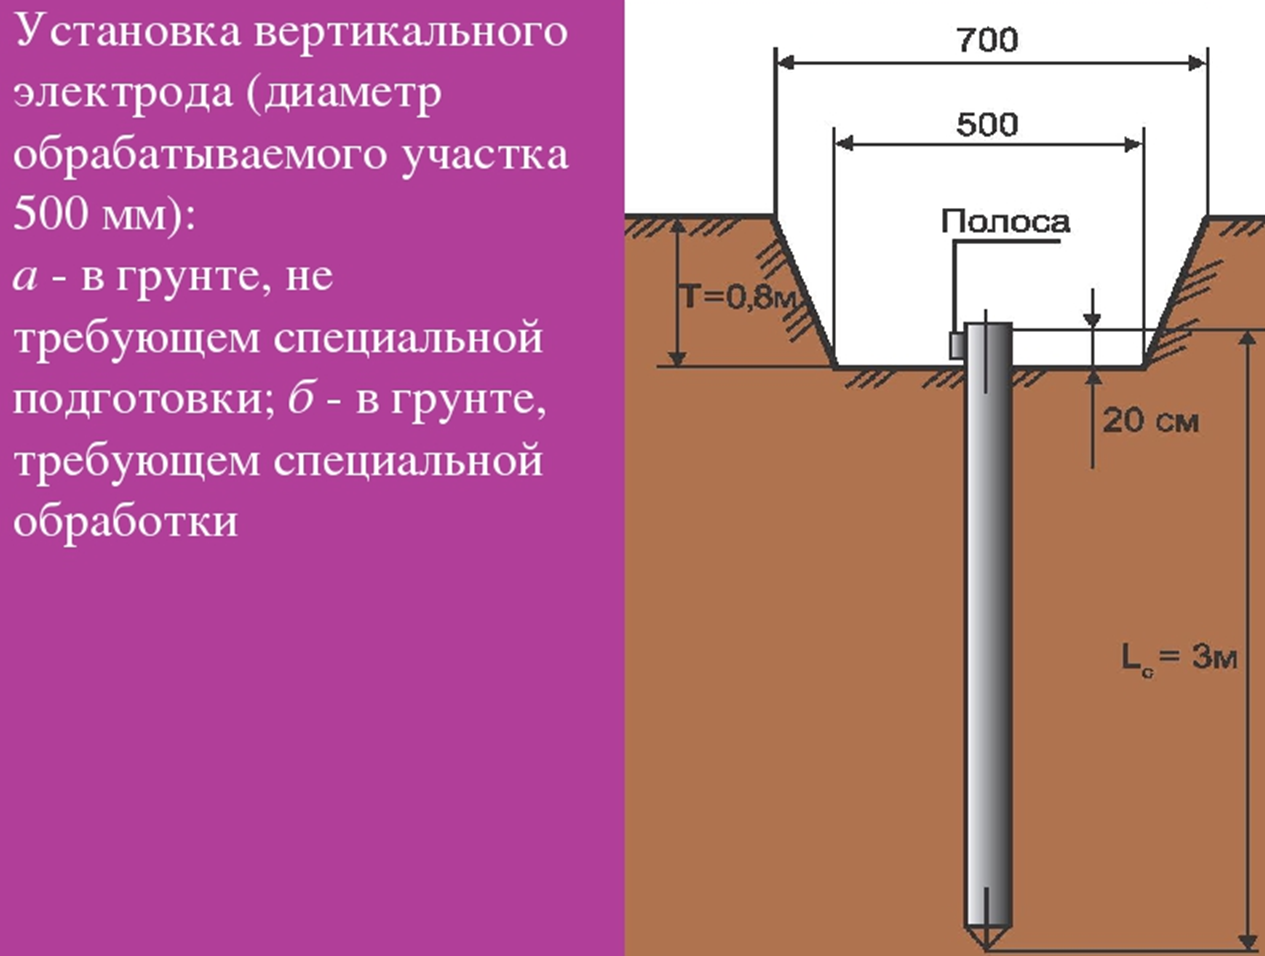 Установка вертикального
электрода (диаметр
обрабатываемого участка
500 мм):
а - в грунте, не
требующем специальной
подготовки; б - в грунте,
требующем специальной
обработки
700
500
Полоса
T=0,8м
20 см
Lc = 3м